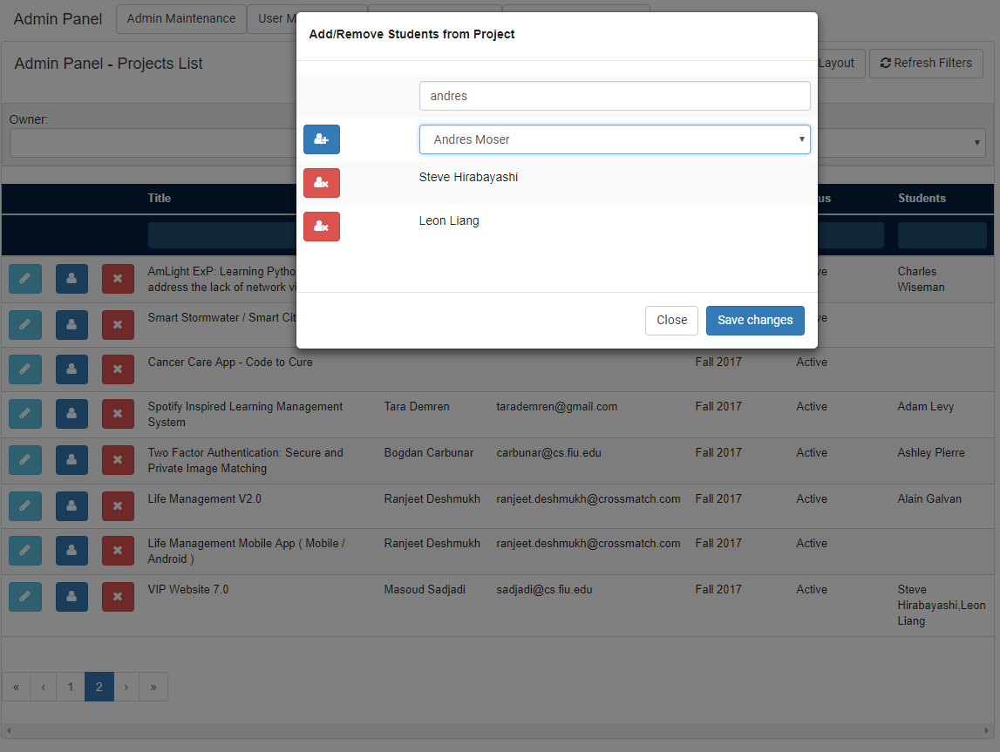 Admin Panel
Admin Maintenance
User M
Add/Remove Students from Project
Admin Panel - Projects List
Layout
Refresh Filters
andres
Owner:
Andres Moser
Steve Hirabayashi
Leon Liang
Title
us
Students
AmLight ExP: Learning Pytho
address the lack of network vi
ve
Charles
Wiseman
Smart Stormwater / Smart Cit
ve
Close
Save changes
Cancer Care App - Code to Cure
Fall 2017
Active
Spotify Inspired Learning Management
System
Tara Demren
tarademren@gmail.com
Fall 2017
Active
Adam Levy
Two Factor Authentication: Secure and
Private Image Matching
Bogdan Carbunar
carbunar@cs.fiu.edu
Fall 2017
Active
Ashley Pierre
Life Management V2.0
Ranjeet Deshmukh
ranjeet.deshmukh@crossmatch.com
Fall 2017
Active
Alain Galvan
Life Management Mobile App ( Mobile /
Android )
Ranjeet Deshmukh
ranjeet.deshmukh@crossmatch.com
Fall 2017
Active
VIP Website 7.0
Masoud Sadjadi
sadjadi@cs.fiu.edu
Fall 2017
Active
Steve
Hirabayashi,Leon
Liang
« ‹ 1 2 › »